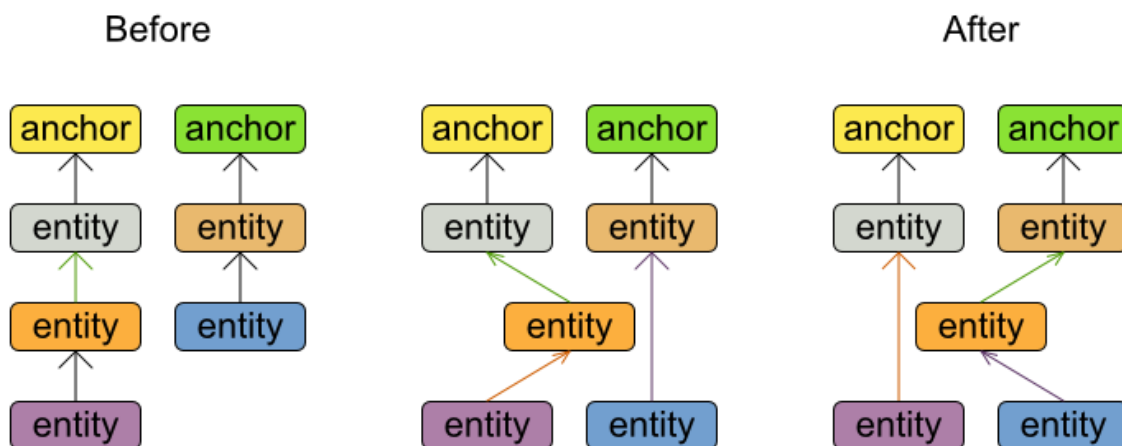 Before After
anchor anchor anchor anchor anchor anchor
entity entity entity entity entity entity
entity entity entity entity
entity entity entity entity entity